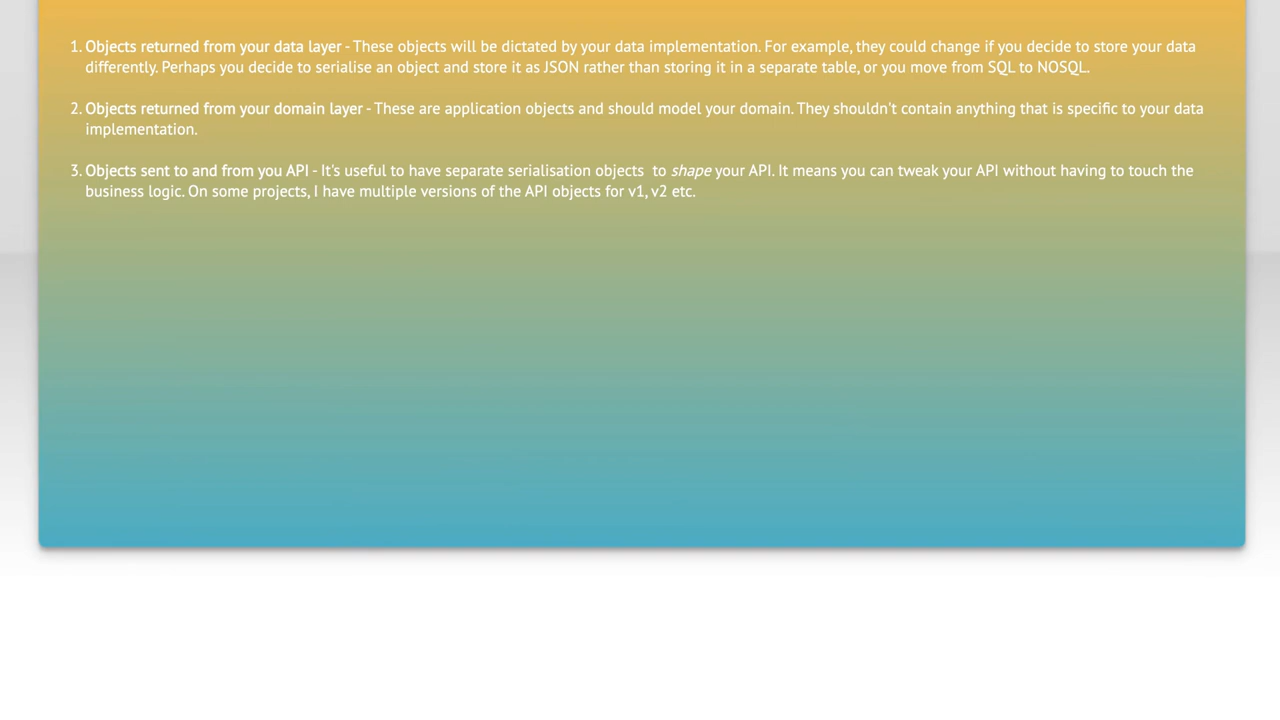 1. Objects returned from your data layer - These objects will be dictated by your data implementation. For example, they could change if you decide to store your data
differently. Perhaps you decide to serialise an object and store it as JSON rather than storing it in a separate table, or you move from SQL to NOSQL.
2. Objects returned from your domain layer - These are application objects and should model your domain. They shouldn't contain anything that is specific to your data
implementation.
3. Objects sent to and from you API - It's useful to have separate serialisation objects  to shape your API. It means you can tweak your API without having to touch the
business logic. On some projects, I have multiple versions of the API objects for v1, v2 etc.